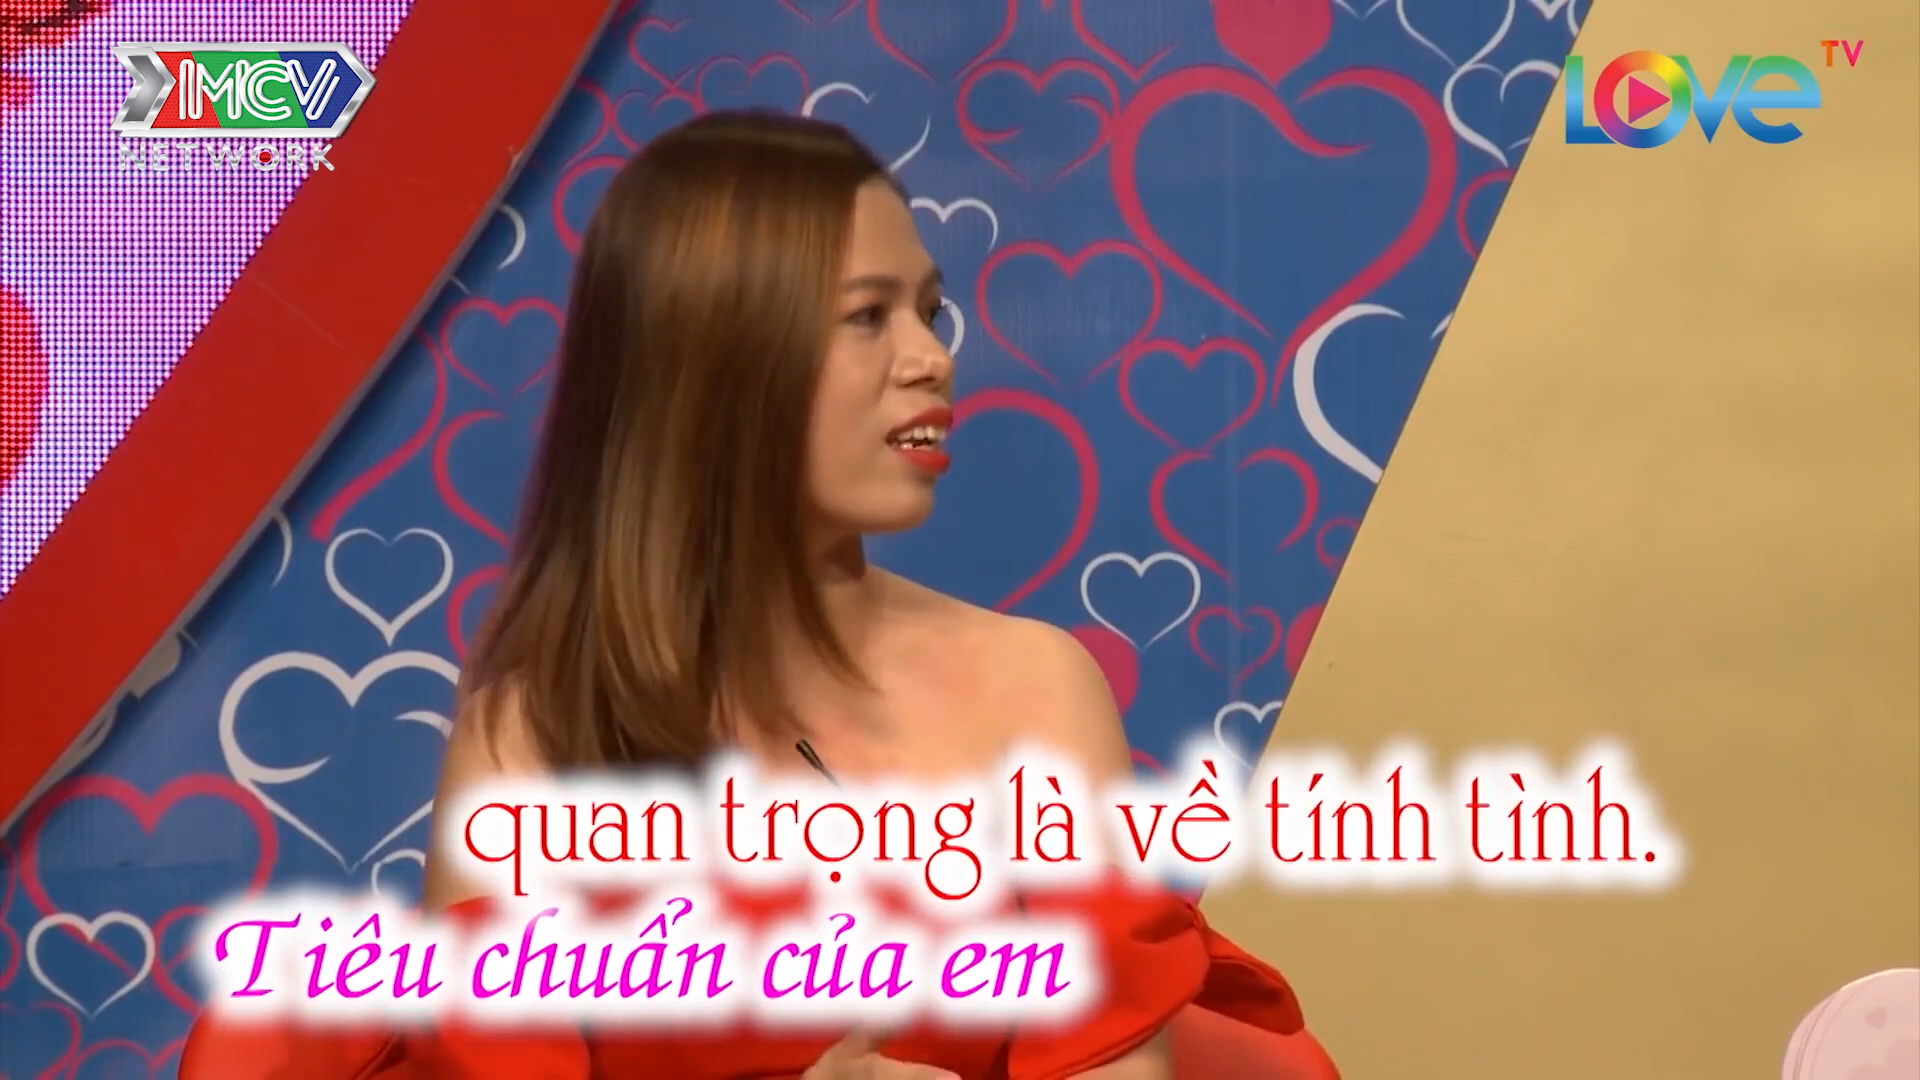 MCV
NETWORK
LOVE TV
quan trọng là về tính tình.
Tiêu chuẩn của em